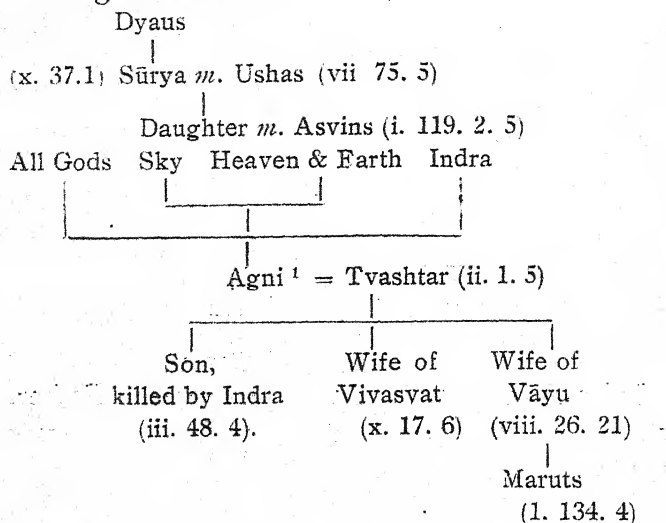 Dyaus
(x. 37.1) Sūrya m. Ushas (vii 75. 5)
Daughter m. Asvins (i. 119. 2. 5)
All Gods Sky Heaven & Earth Indra
Agni 1 = Tvashtar (ii. 1. 5)
Son, Wife of Wife of
killed by Indra Vivasvat Vāyu
(iii. 48. 4). (x. 17. 6) (viii. 26. 21)
Maruts
(1. 134. 4)